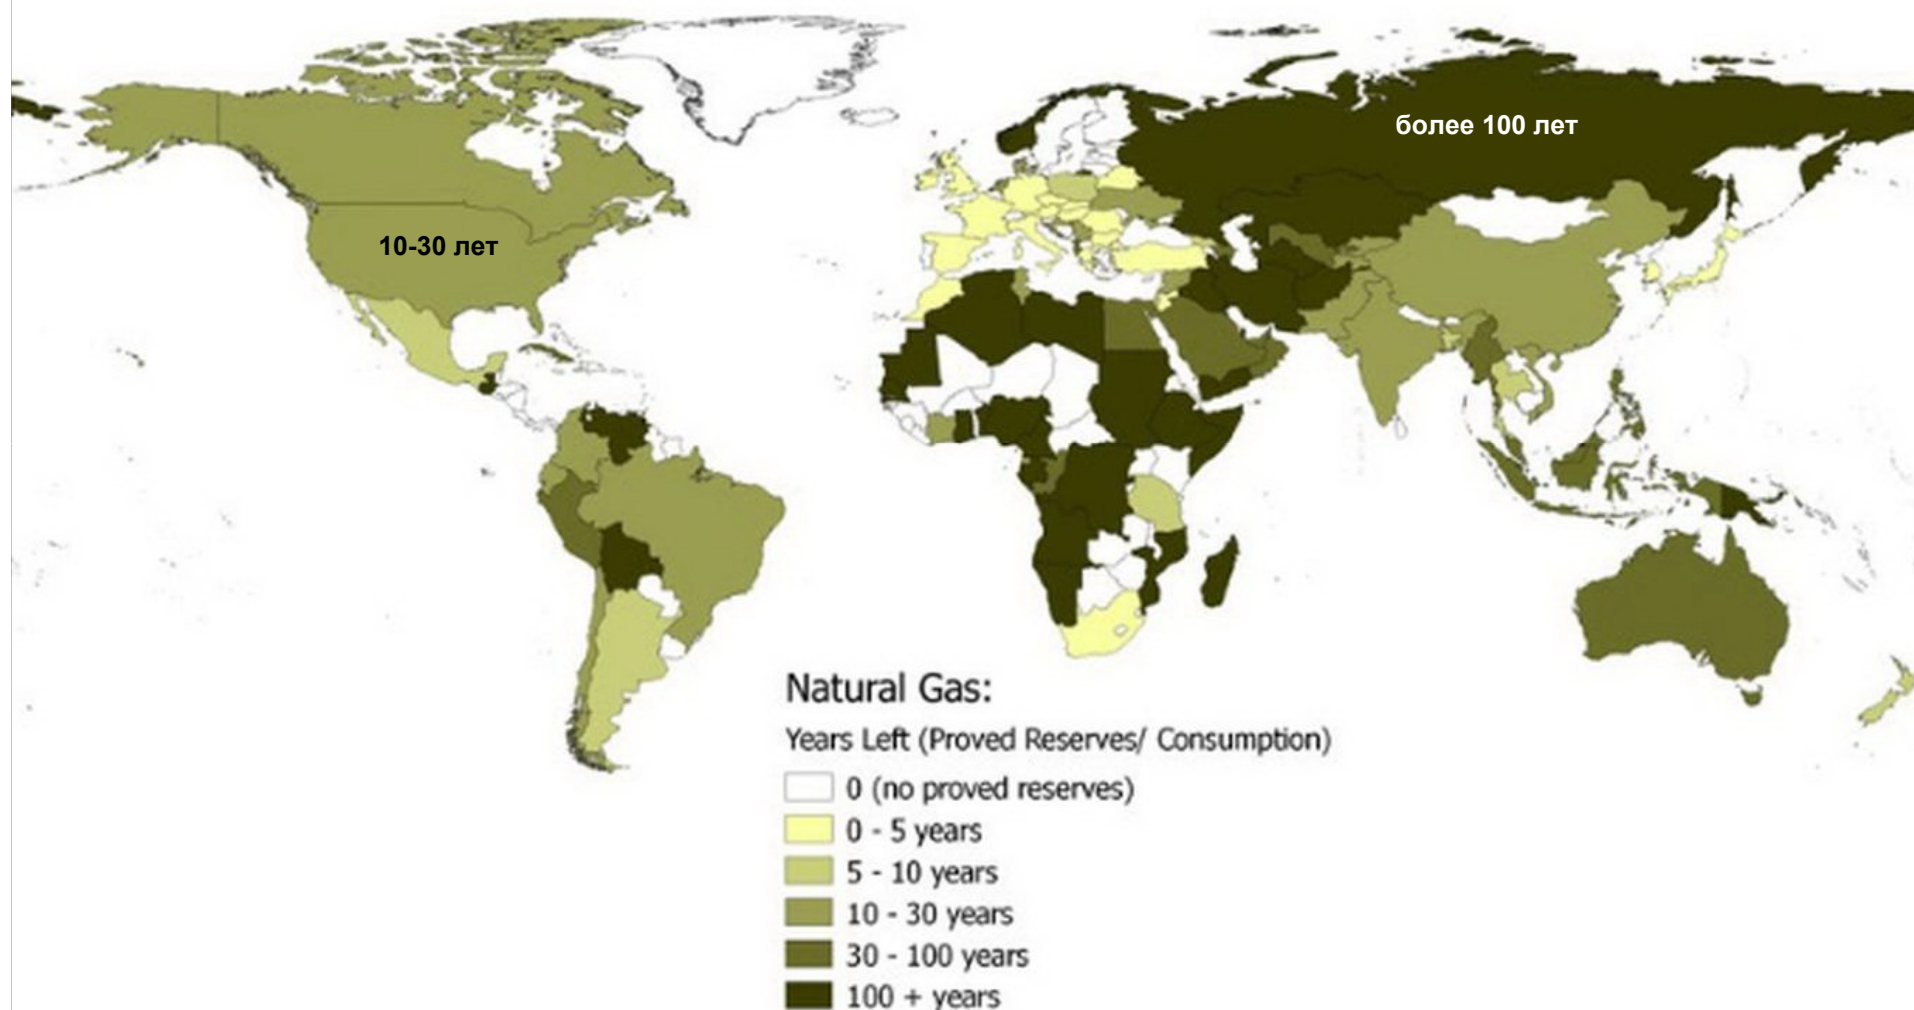 более 100 лет
10-30 лет
Natural Gas:
Years Left (Proved Reserves/ Consumption)
0 (no proved reserves)
0 - 5 years
5 - 10 years
10 - 30 years
30 - 100 years
100 + years